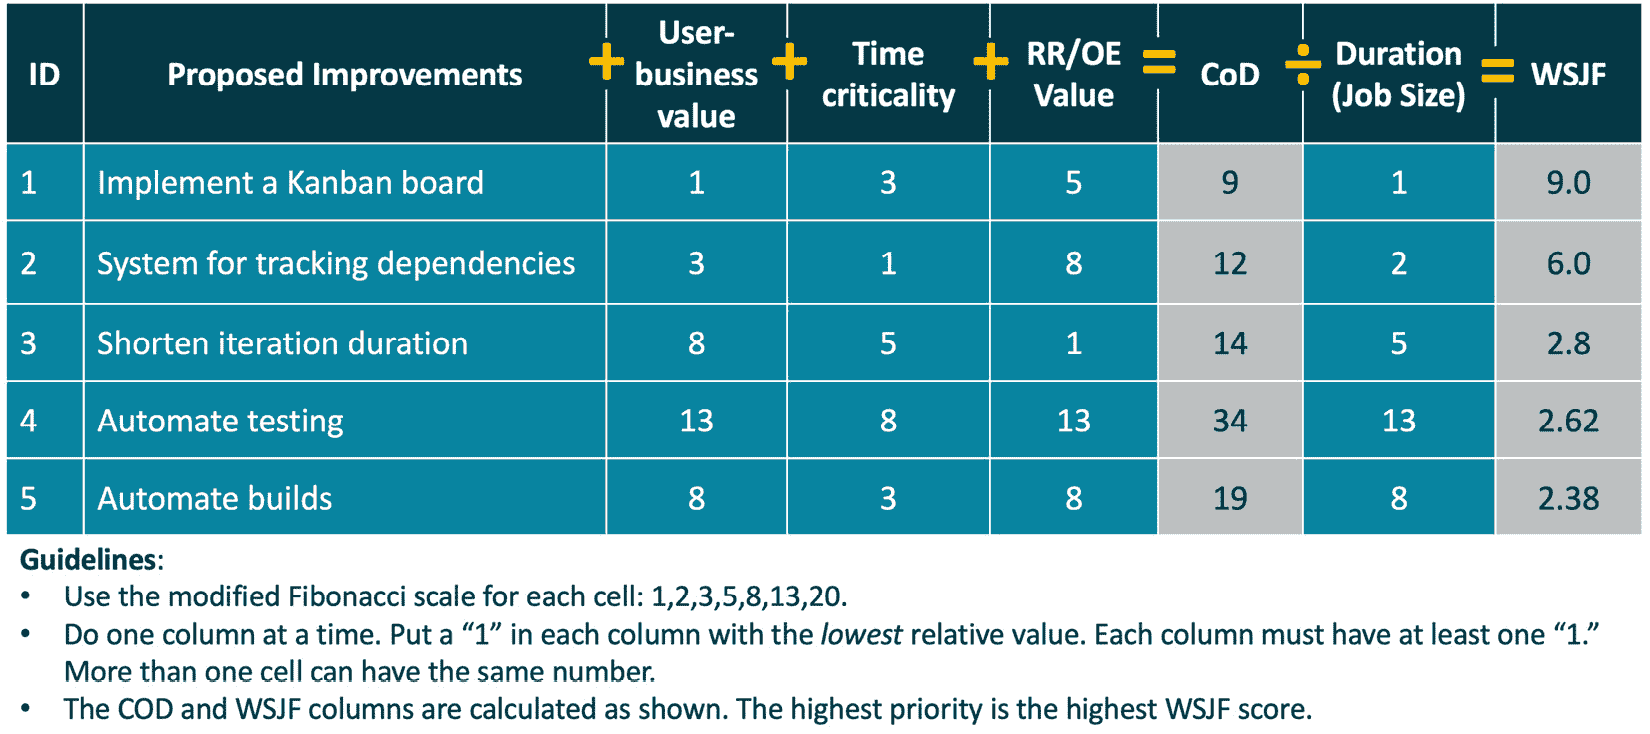 ID Proposed Improvements + User-business value + Time criticality + RR/OE Value = CoD ÷ Duration (Job Size) = WSJF
1 Implement a Kanban board 1 3 5 9 1 9.0
2 System for tracking dependencies 3 1 8 12 2 6.0
3 Shorten iteration duration 8 5 1 14 5 2.8
4 Automate testing 13 8 13 34 13 2.62
5 Automate builds 8 3 8 19 8 2.38
Guidelines:
• Use the modified Fibonacci scale for each cell: 1,2,3,5,8,13,20.
• Do one column at a time. Put a “1” in each column with the lowest relative value. Each column must have at least one “1.”
More than one cell can have the same number.
• The COD and WSJF columns are calculated as shown. The highest priority is the highest WSJF score.